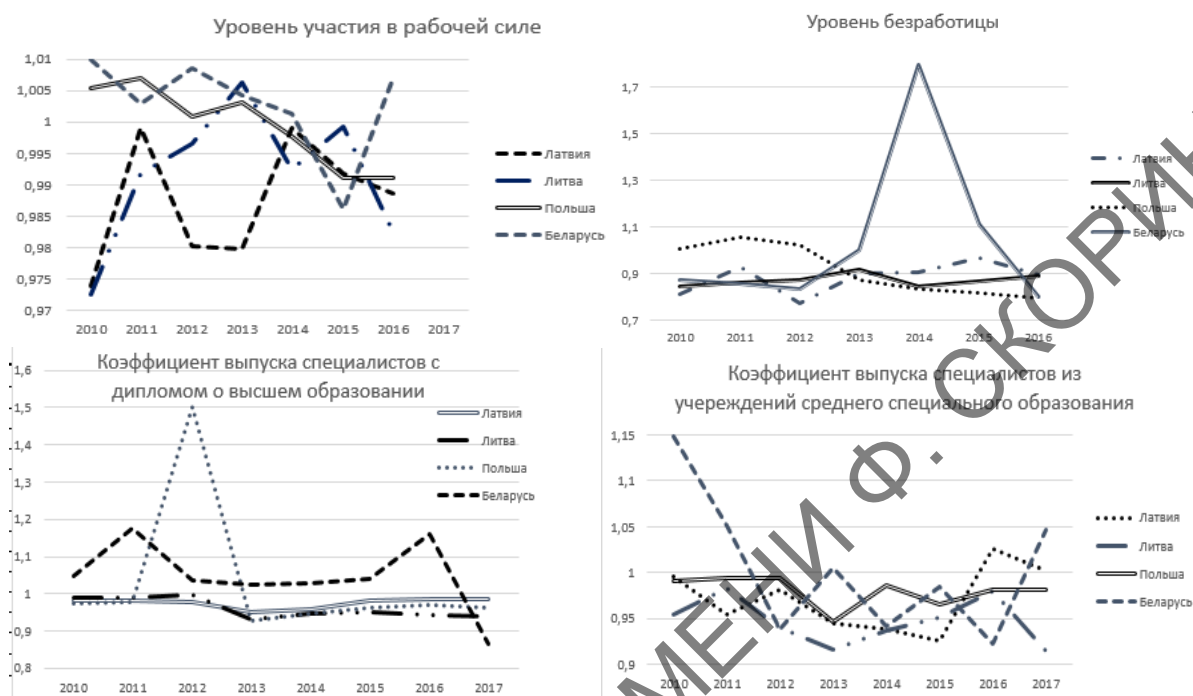 Уровень участия в рабочей силе
1,01
1,005
1
0,995
0,99
0,985
0,98
0,975
0,97
2010 2011 2012 2013 2014 2015 2016 2017
Латвия
Литва
Польша
Беларусь
Уровень безработицы
1,7
1,5
1,3
1,1
0,9
0,7
2010 2011 2012 2013 2014 2015 2016
Латвия
Литва
Польша
Беларусь
Коэффициент выпуска специалистов с
дипломом о высшем образовании
1,6
1,5
1,4
1,3
1,2
1,1
1
0,9
0,8
2010 2011 2012 2013 2014 2015 2016 2017
Латвия
Литва
Польша
Беларусь
Коэффициент выпуска специалистов из
учереждений среднего специального образования
1,15
1,1
1,05
1
0,95
0,9
2010 2011 2012 2013 2014 2015 2016 2017
Латвия
Литва
Польша
Беларусь
МЕНИ Ф. СКОРИ